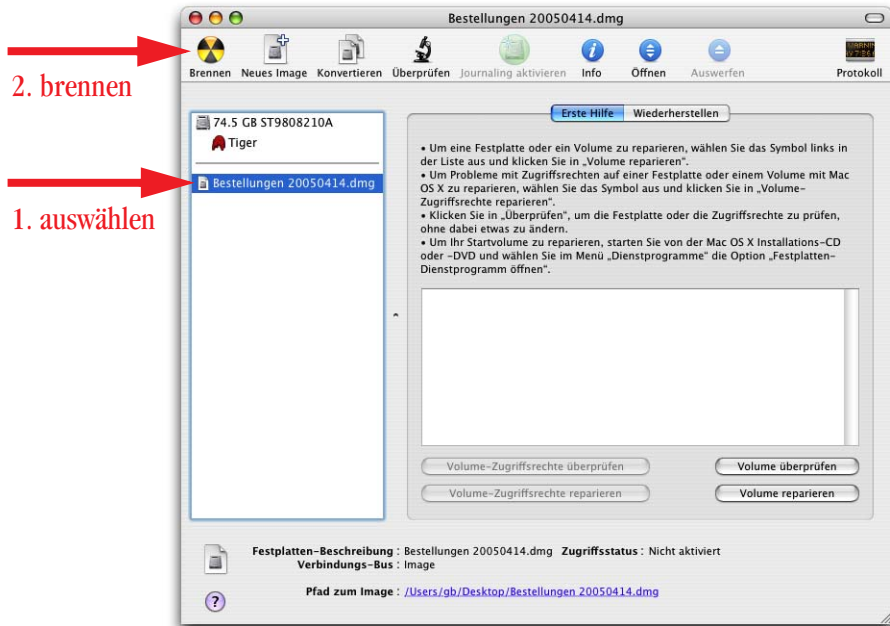 Bestellungen 20050414.dmg
Brennen Neues Image Konvertieren Überprüfen Journaling aktivieren Info Öffnen Auswerfen Protokoll
2. brennen
74.5 GB ST9808210A
Tiger
Bestellungen 20050414.dmg
1. auswählen
Erste Hilfe Wiederherstellen
• Um eine Festplatte oder ein Volume zu reparieren, wählen Sie das Symbol links in
der Liste aus und klicken Sie in „Volume reparieren“.
• Um Probleme mit Zugriffsrechten auf einer Festplatte oder einem Volume mit Mac
OS X zu reparieren, wählen Sie das Symbol aus und klicken Sie in „Volume-
Zugriffsrechte reparieren“.
• Klicken Sie in „Überprüfen“, um die Festplatte oder die Zugriffsrechte zu prüfen,
ohne dabei etwas zu ändern.
• Um Ihr Startvolume zu reparieren, starten Sie von der Mac OS X Installations-CD
oder -DVD und wählen Sie im Menü „Dienstprogramme“ die Option „Festplatten-
Dienstprogramm öffnen“.
Volume-Zugriffsrechte überprüfen Volume überprüfen
Volume-Zugriffsrechte reparieren Volume reparieren
Festplatten-Beschreibung : Bestellungen 20050414.dmg Zugriffsstatus : Nicht aktiviert
Verbindungs-Bus : Image
Pfad zum Image : /Users/gb/Desktop/Bestellungen 20050414.dmg
?